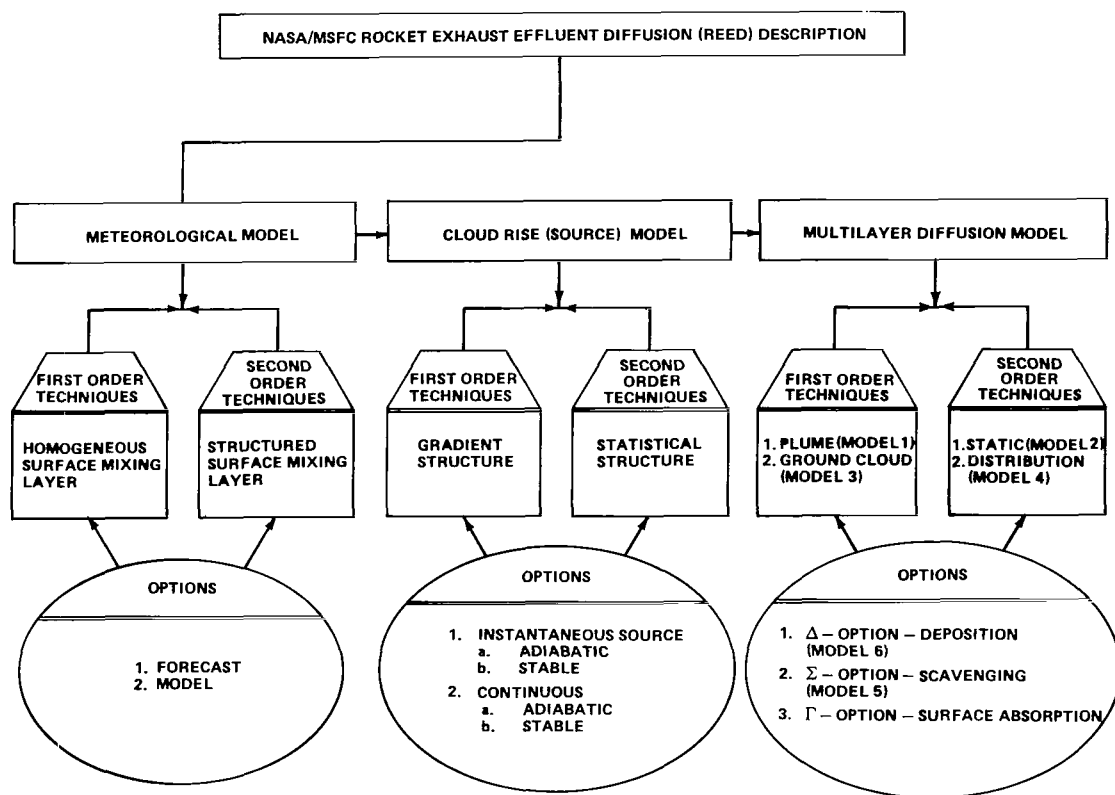 NASA/MSFC ROCKET EXHAUST EFFLUENT DIFFUSION (REED) DESCRIPTION
METEOROLOGICAL MODEL
CLOUD RISE (SOURCE) MODEL
MULTILAYER DIFFUSION MODEL
FIRST ORDER
TECHNIQUES
HOMOGENEOUS
SURFACE MIXING
LAYER
SECOND
ORDER
TECHNIQUES
STRUCTURED
SURFACE MIXING
LAYER
OPTIONS
1. FORECAST
2. MODEL
FIRST ORDER
TECHNIQUES
GRADIENT
STRUCTURE
SECOND
ORDER
TECHNIQUES
STATISTICAL
STRUCTURE
OPTIONS
1. INSTANTANEOUS SOURCE
a. ADIABATIC
b. STABLE
2. CONTINUOUS
a. ADIABATIC
b. STABLE
FIRST ORDER
TECHNIQUES
1. PLUME (MODEL 1)
2. GROUND CLOUD
(MODEL 3)
SECOND
ORDER
TECHNIQUES
1. STATIC (MODEL 2)
2. DISTRIBUTION
(MODEL 4)
OPTIONS
1. Δ – OPTION – DEPOSITION
(MODEL 6)
2. Σ – OPTION – SCAVENGING
(MODEL 5)
3. Γ – OPTION – SURFACE ABSORPTION